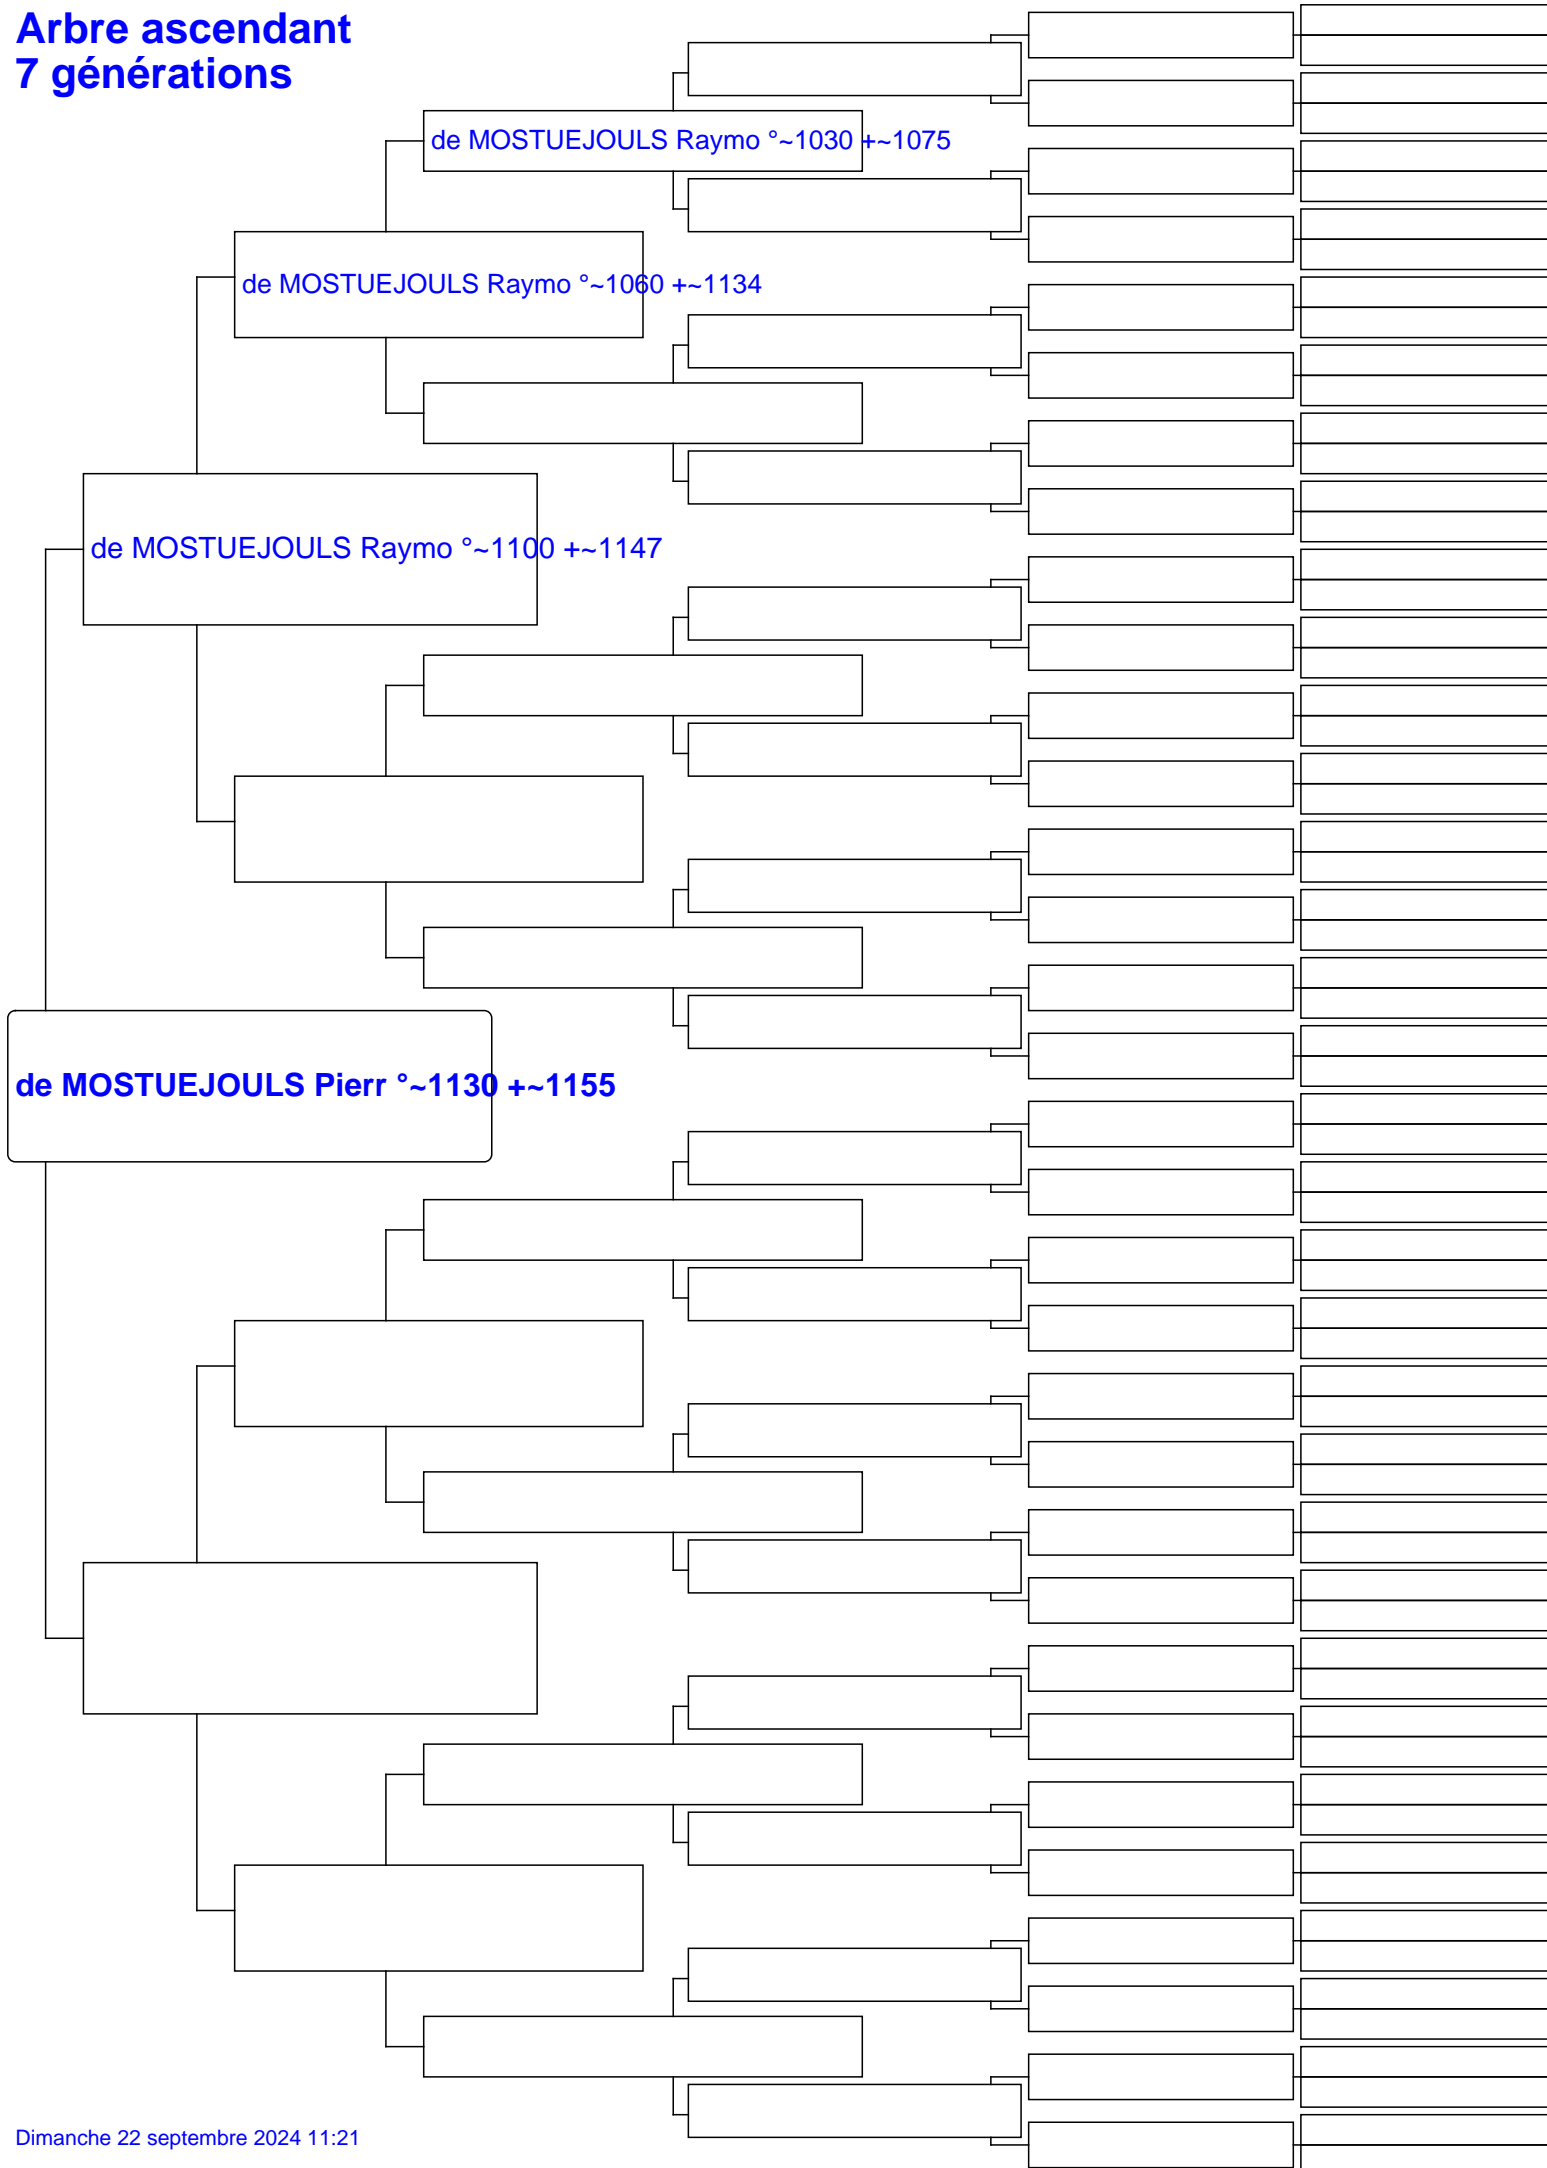 Arbre ascendant
7 générations
de MOSTUEJOULS Raymo °~1030 +~1075
de MOSTUEJOULS Raymo °~1060 +~1134
de MOSTUEJOULS Raymo °~1100 +~1147
de MOSTUEJOULS Pierr °~1130 +~1155
Dimanche 22 septembre 2024 11:21